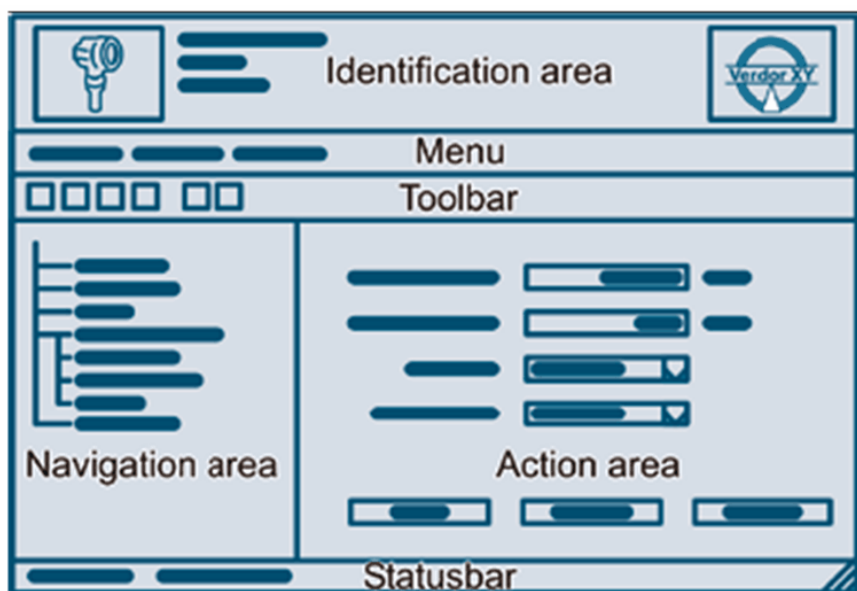 Identification area
Verdor XY
Menu
Toolbar
Navigation area
Action area
Statusbar